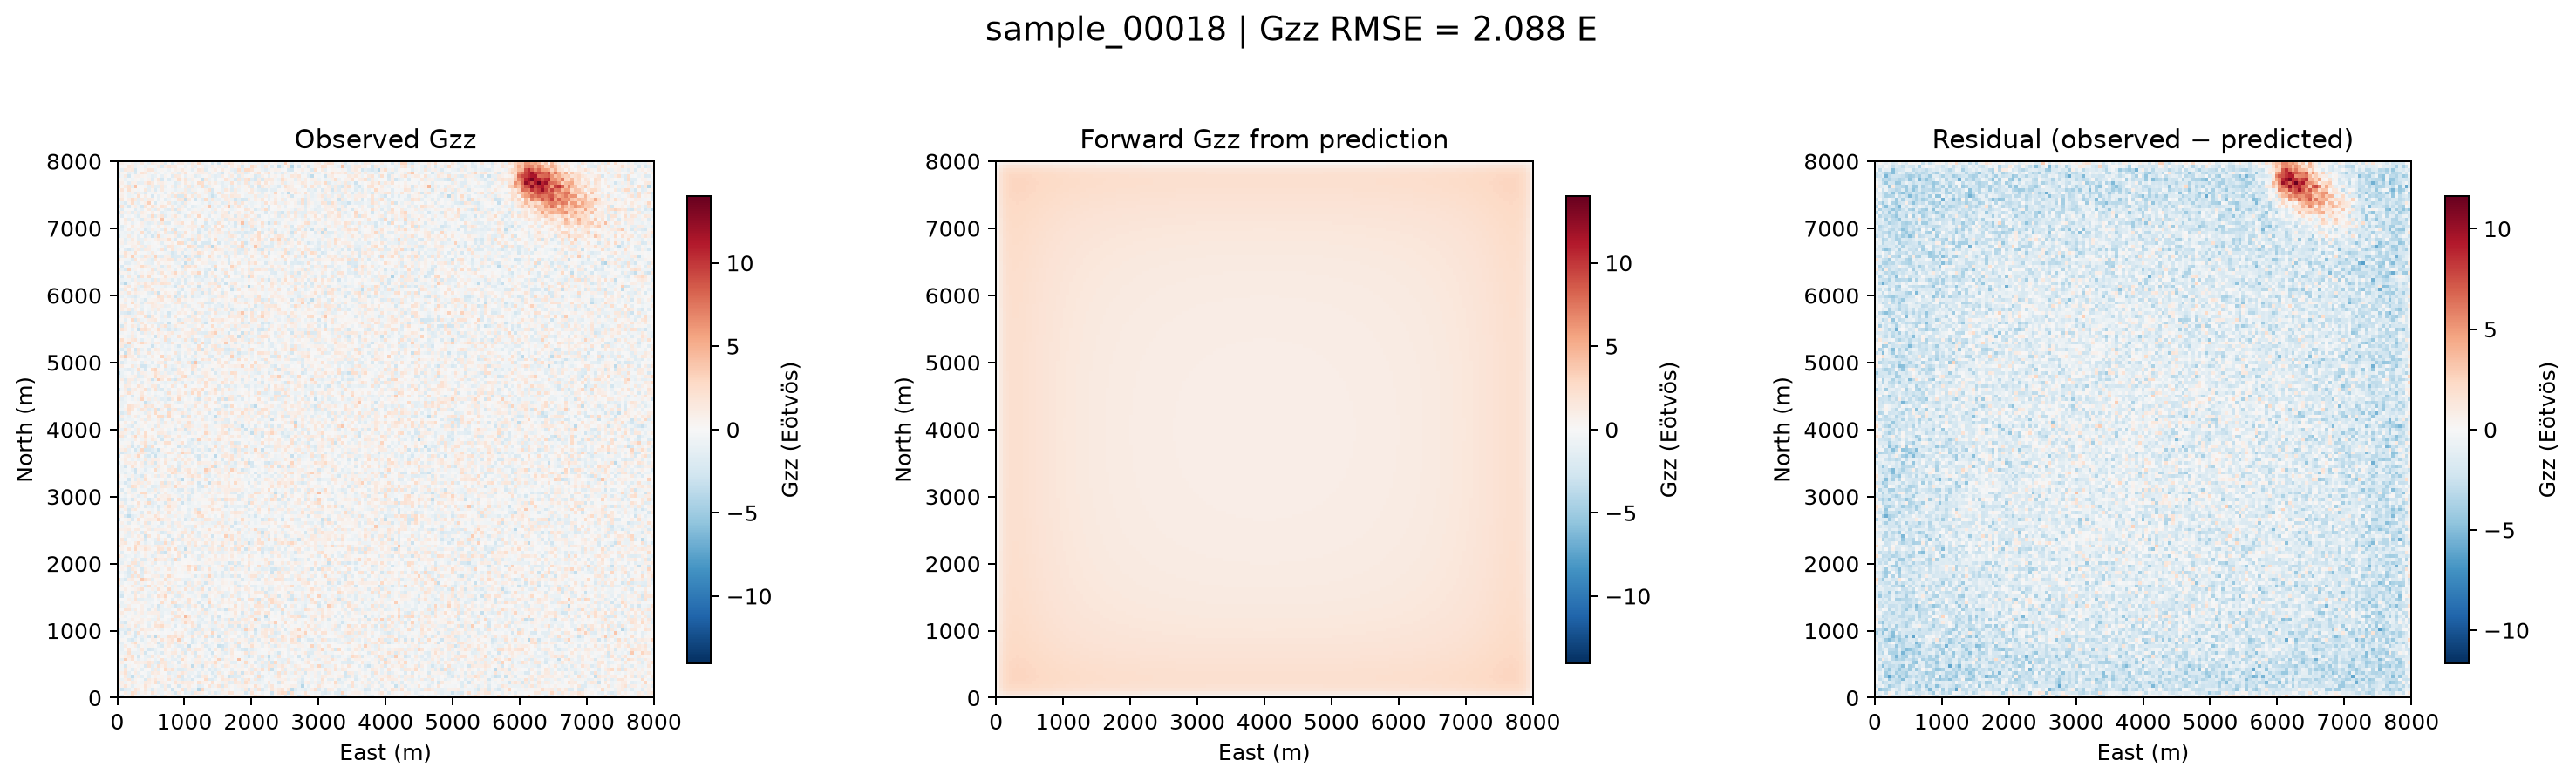 sample_00018 | Gzz RMSE = 2.088 E
Observed Gzz
8000
7000
6000
5000
4000
3000
2000
1000
0
North (m)
0 1000 2000 3000 4000 5000 6000 7000 8000
East (m)
10
5
0
−5
−10
Gzz (Eötvös)
Forward Gzz from prediction
8000
7000
6000
5000
4000
3000
2000
1000
0
North (m)
0 1000 2000 3000 4000 5000 6000 7000 8000
East (m)
10
5
0
−5
−10
Gzz (Eötvös)
Residual (observed − predicted)
8000
7000
6000
5000
4000
3000
2000
1000
0
North (m)
0 1000 2000 3000 4000 5000 6000 7000 8000
East (m)
10
5
0
−5
−10
Gzz (Eötvös)